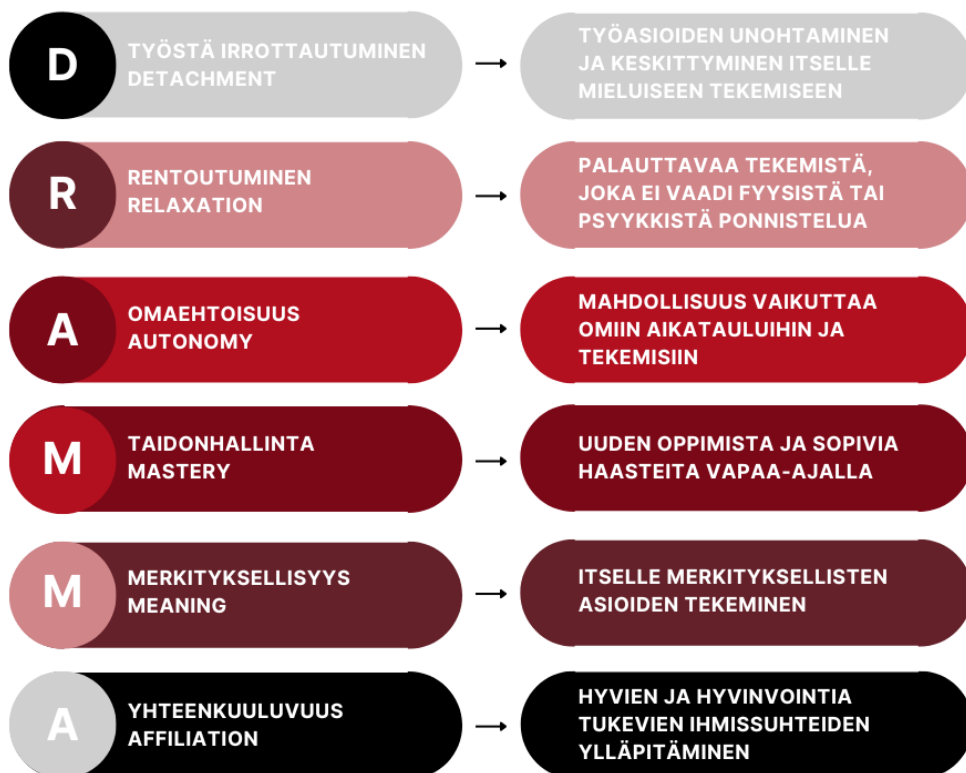 D
TYÖSTÄ IRROTTAUTUMINEN
DETACHMENT
TYÖASIOIDEN UNOHTAMINEN
JA KESKITTYMINEN ITSELLE
MIELUISEEN TEKEMISEEN
R
RENTOUTUMINEN
RELAXATION
PALAUTTAVAA TEKEMISTÄ,
JOKA EI VAADI FYYSISTÄ TAI
PSYYKKISTÄ PONNISTELUA
A
OMAEHTOISUUS
AUTONOMY
MAHDOLLISUUS VAIKUTTAA
OMIIN AIKATAULUIHIN JA
TEKEMISIIN
M
TAIDONHALLINTA
MASTERY
UUDEN OPPIMISTA JA SOPIVIA
HAASTEITA VAPAA-AJALLA
M
MERKITYKSELLISYYS
MEANING
ITSELLE MERKITYKSELLISTEN
ASIOIDEN TEKEMINEN
A
YHTEENKUULUVUUS
AFFILIATION
HYVIEN JA HYVINVOINTIA
TUKEVIEN IHMISSUHTEIDEN
YLLÄPITÄMINEN